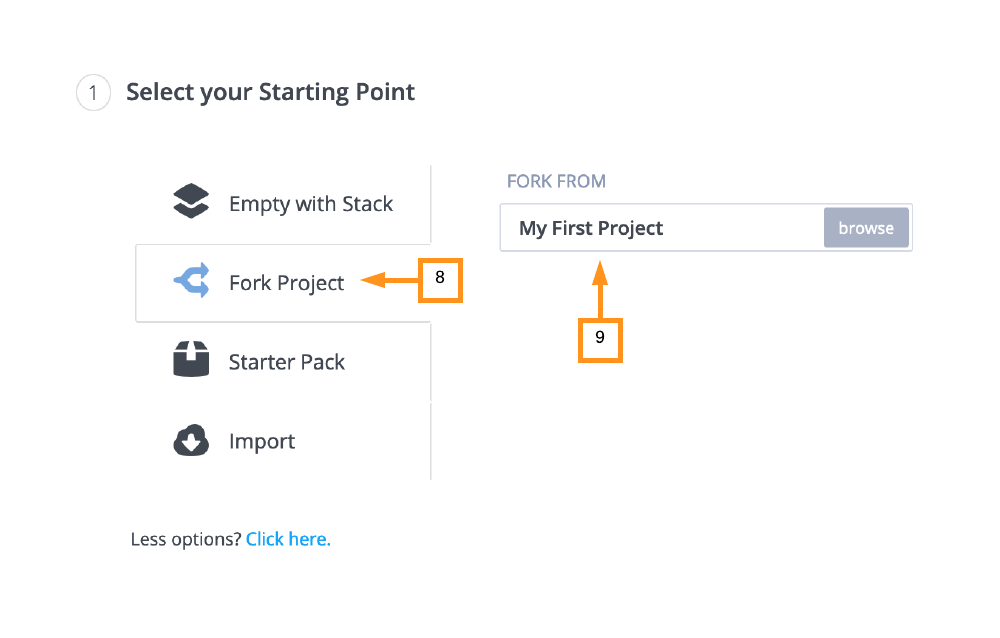 1 Select your Starting Point
Empty with Stack
Fork Project
8
Starter Pack
Import
FORK FROM
My First Project browse
9
Less options? Click here.